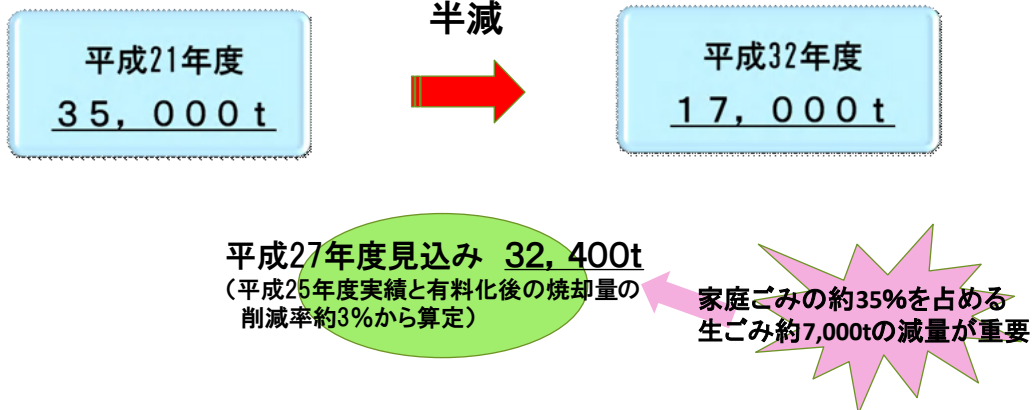 半減
平成21年度
３５，０００ｔ
平成32年度
１７，０００ｔ
平成27年度見込み 32，400t
（平成25年度実績と有料化後の焼却量の
削減率約3％から算定）
家庭ごみの約35%を占める
生ごみ約7,000tの減量が重要